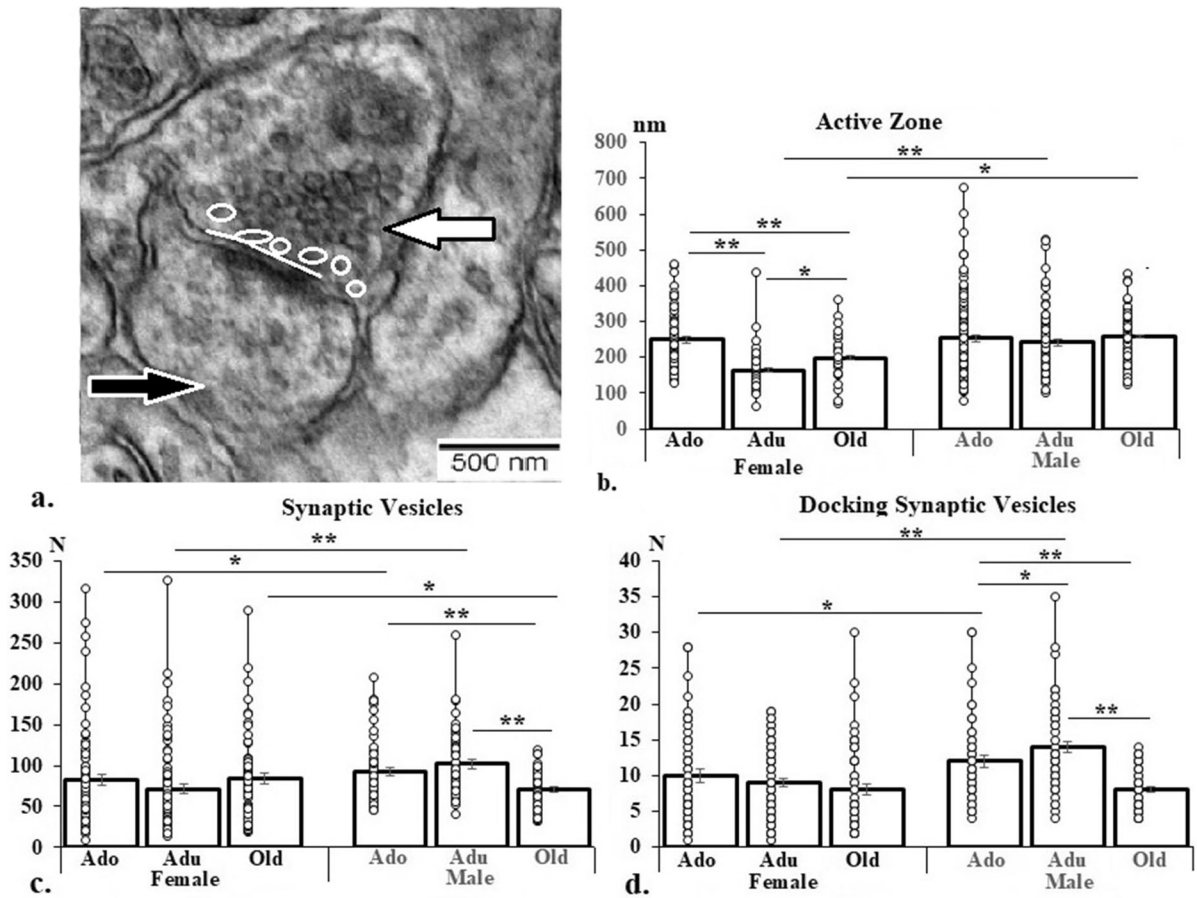 500 nm
a.
Active Zone
nm
800
700
600
500
400
300
200
100
0
**
*
**
**
*
Ado Adu Old Ado Adu Old
Female Male
b.
Synaptic Vesicles
N
350
300
250
200
150
100
50
0
**
*
*
**
**
Ado Adu Old Ado Adu Old
Female Male
c.
Docking Synaptic Vesicles
N
40
35
30
25
20
15
10
5
0
**
**
*
*
**
Ado Adu Old Ado Adu Old
Female Male
d.